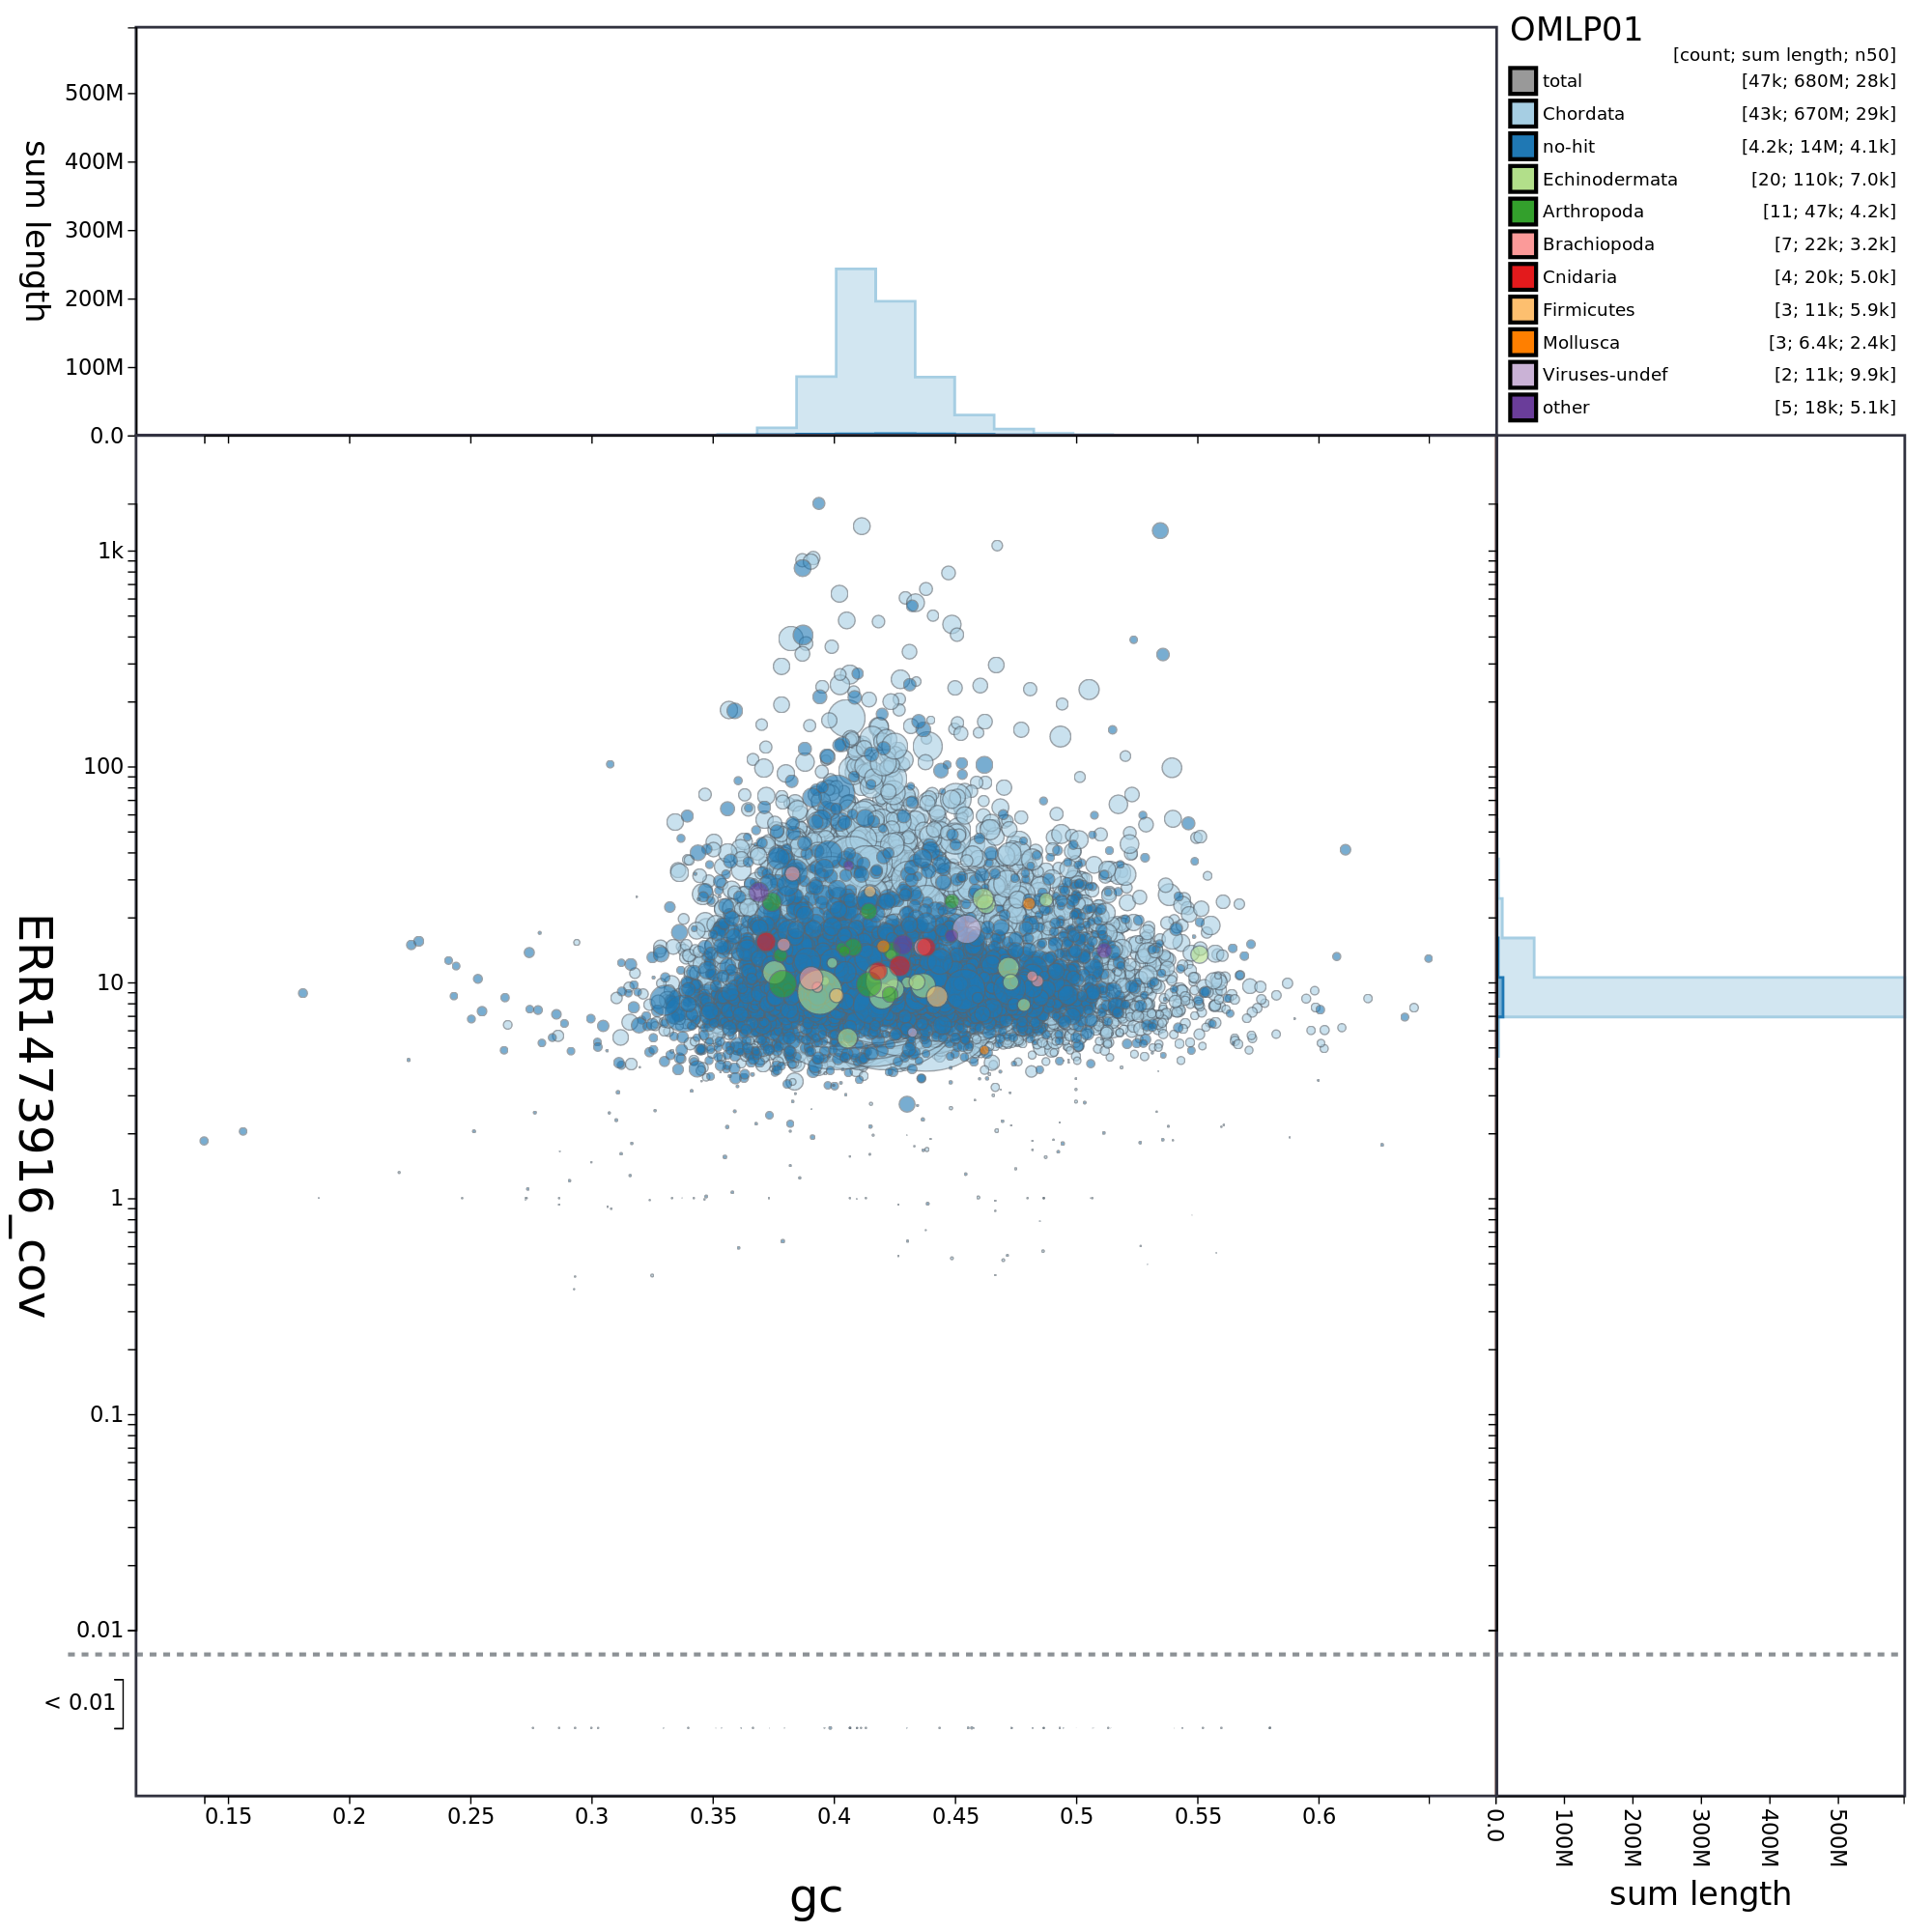 OMLP01
[count; sum length; n50]
total [47k; 680M; 28k]
Chordata [43k; 670M; 29k]
no-hit [4.2k; 14M; 4.1k]
Echinodermata [20; 110k; 7.0k]
Arthropoda [11; 47k; 4.2k]
Brachiopoda [7; 22k; 3.2k]
Cnidaria [4; 20k; 5.0k]
Firmicutes [3; 11k; 5.9k]
Mollusca [3; 6.4k; 2.4k]
Viruses-undef [2; 11k; 9.9k]
other [5; 18k; 5.1k]
sum length
500M
400M
300M
200M
100M
0.0
ERR1473916_cov
1k
100
10
1
0.1
0.01
< 0.01
0.15 0.2 0.25 0.3 0.35 0.4 0.45 0.5 0.55 0.6
gc
0.0 100M 200M 300M 400M 500M
sum length